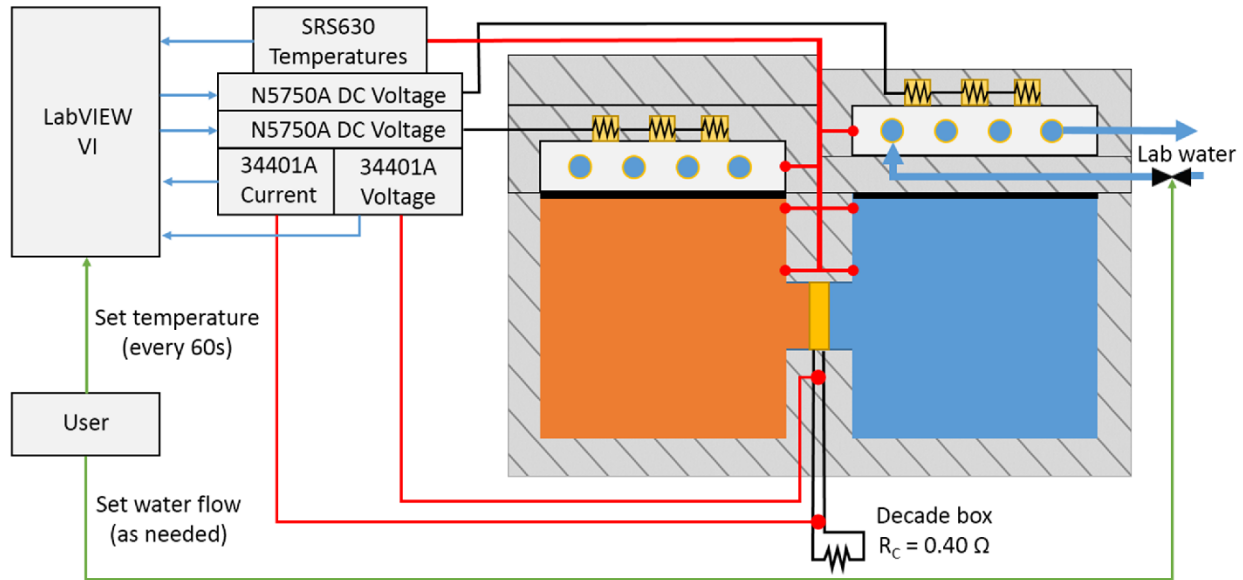 LabVIEW
VI
SRS630
Temperatures
N5750A DC Voltage
N5750A DC Voltage
34401A
Current
34401A
Voltage
Lab water
Set temperature
(every 60s)
User
Set water flow
(as needed)
Decade box
R_C = 0.40 Ω